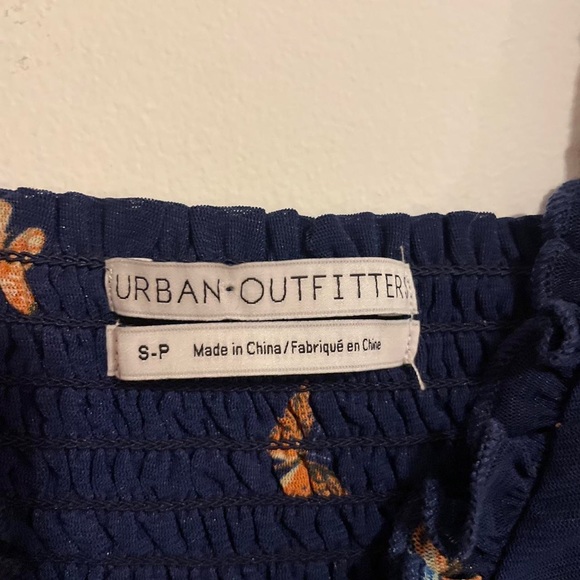 URBAN·OUTFITTERS
S-P Made in China/Fabriqué en Chine